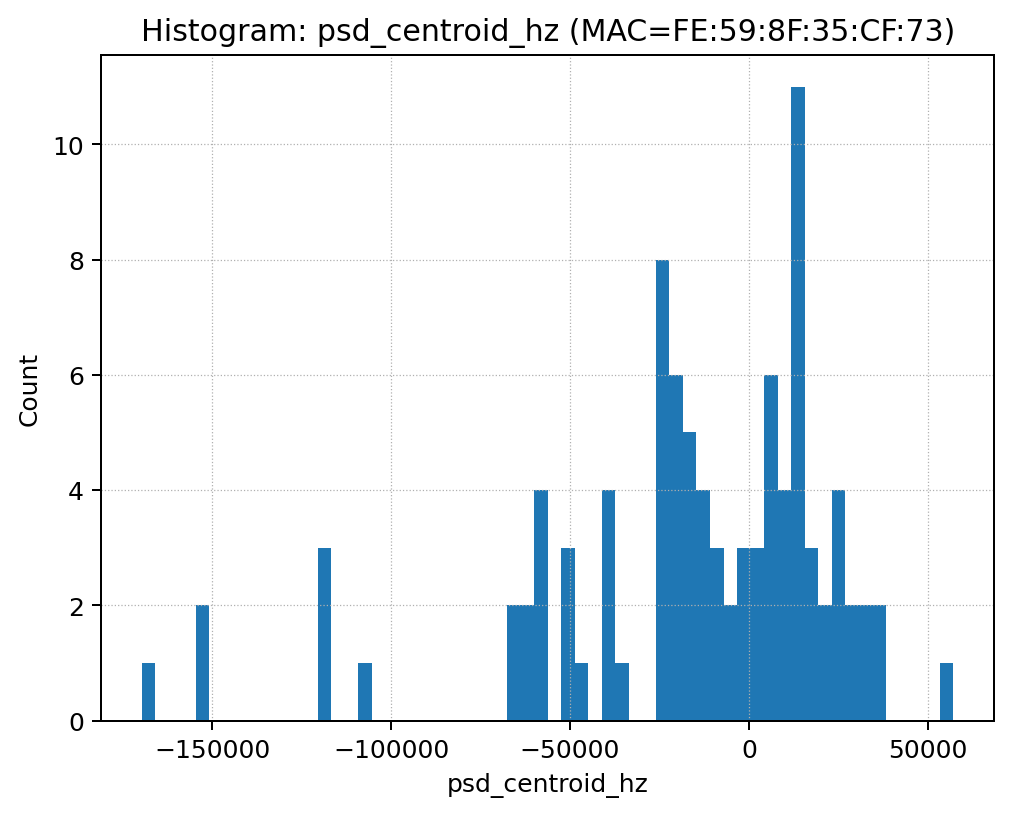 Histogram: psd_centroid_hz (MAC=FE:59:8F:35:CF:73)
10
8
6
4
2
0
Count
−150000 −100000 −50000 0 50000
psd_centroid_hz